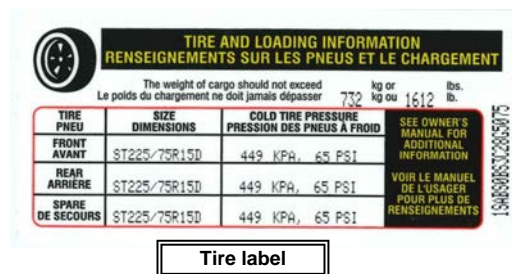 TIRE AND LOADING INFORMATION
RENSEIGNEMENTS SUR LES PNEUS ET LE CHARGEMENT
The weight of cargo should not exceed kg or lbs.
Le poids du chargement ne doit jamais dépasser 732 kg ou 1612 lb.
TIRE PNEU SIZE DIMENSIONS COLD TIRE PRESSURE PRESSION DES PNEUS À FROID
FRONT AVANT ST225/75R15D 449 KPA, 65 PSI
REAR ARRIÈRE ST225/75R15D 449 KPA, 65 PSI
SPARE DE SECOURS ST225/75R15D 449 KPA, 65 PSI
SEE OWNER'S
MANUAL FOR
ADDITIONAL
INFORMATION
VOIR LE MANUEL
DE L'USAGER
POUR PLUS DE
RENSEIGNEMENTS
Tire label